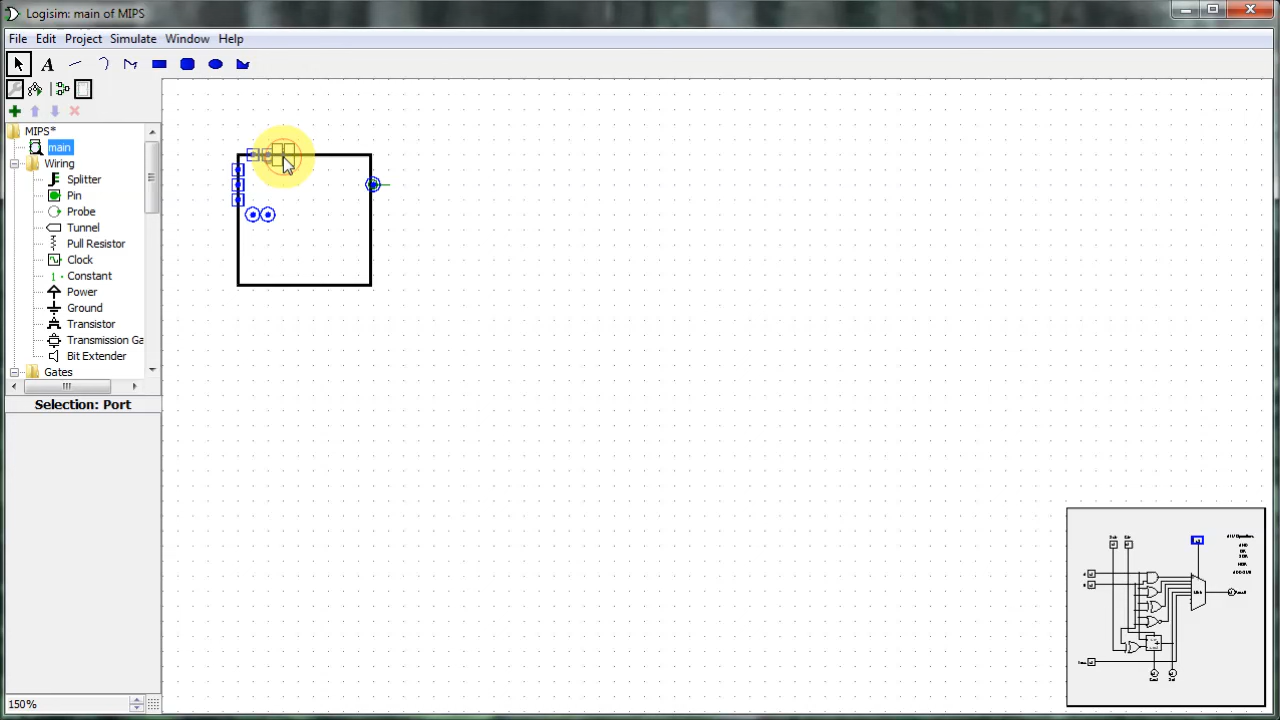 Logisim: main of MIPS
File Edit Project Simulate Window Help
A
MIPS*
main
Wiring
Splitter
Pin
Probe
Tunnel
Pull Resistor
Clock
1 Constant
Power
Ground
Transistor
Transmission Ga
Bit Extender
Gates
Selection: Port
150%